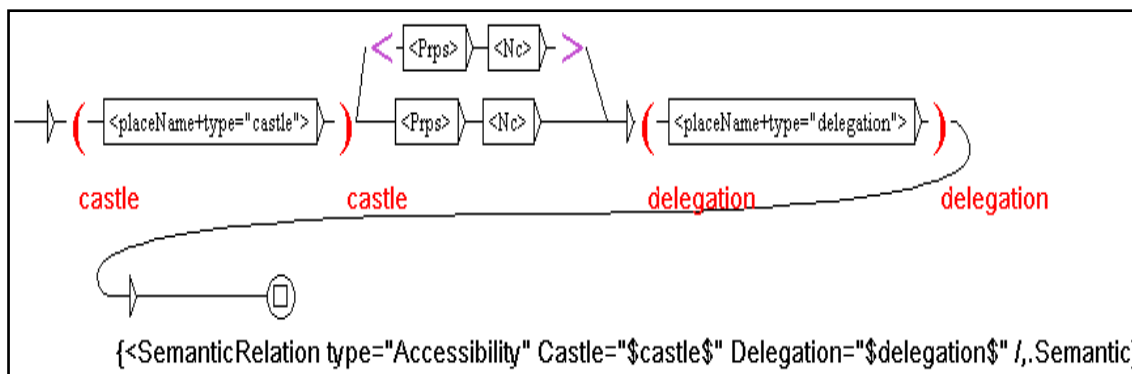 < <Prps> <Nc> >
( <placeName+type="castle"> ) <Prps> <Nc> ( <placeName+type="delegation"> )
castle castle delegation delegation
{<SemanticRelation type="Accessibility" Castle="$castle$" Delegation="$delegation$" /,.Semantic}